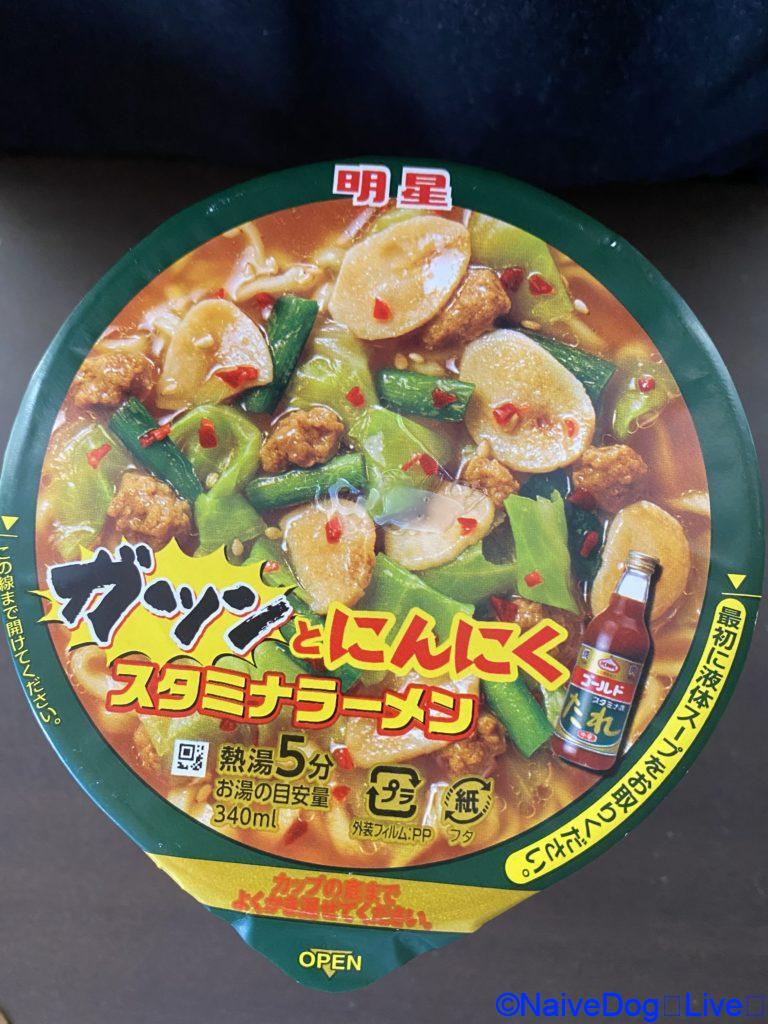 明星
ガツンとにんにく
スタミナラーメン
ゴールド
スタミナ源
たれ
中辛
熱湯5分
お湯の目安量
340ml
プラ
外装フィルム:PP
紙
フタ
▼この線まで開けてください。
▼最初に液体スープをお取りください。
カップの底まで
よくかき混ぜてください。
OPEN
©NaiveDog Live